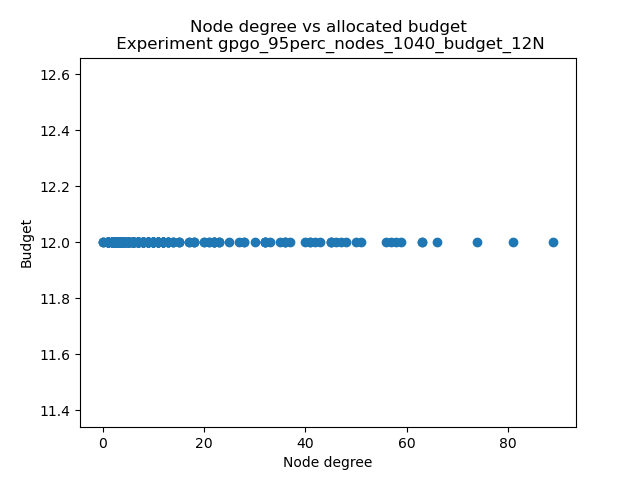 Node degree vs allocated budget
Experiment gpgo_95perc_nodes_1040_budget_12N
12.6
12.4
12.2
12.0
11.8
11.6
11.4
Budget
0 20 40 60 80
Node degree